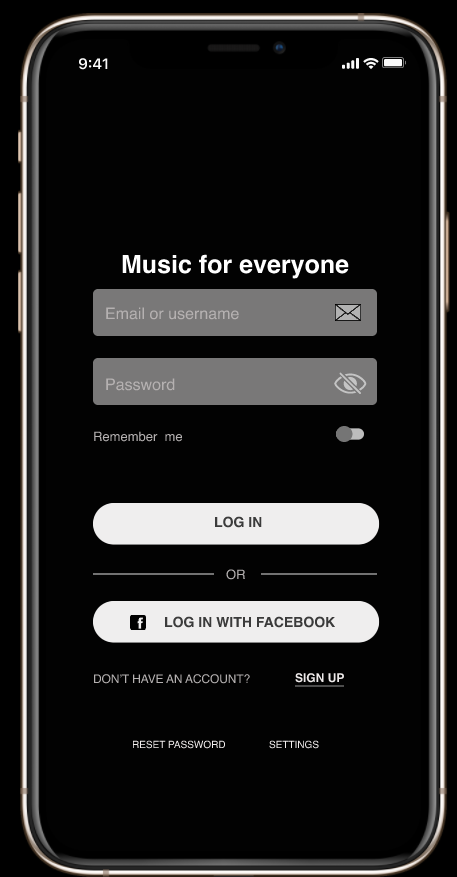 9:41
Music for everyone
Email or username
Password
Remember me
LOG IN
OR
f LOG IN WITH FACEBOOK
DON'T HAVE AN ACCOUNT? SIGN UP
RESET PASSWORD SETTINGS